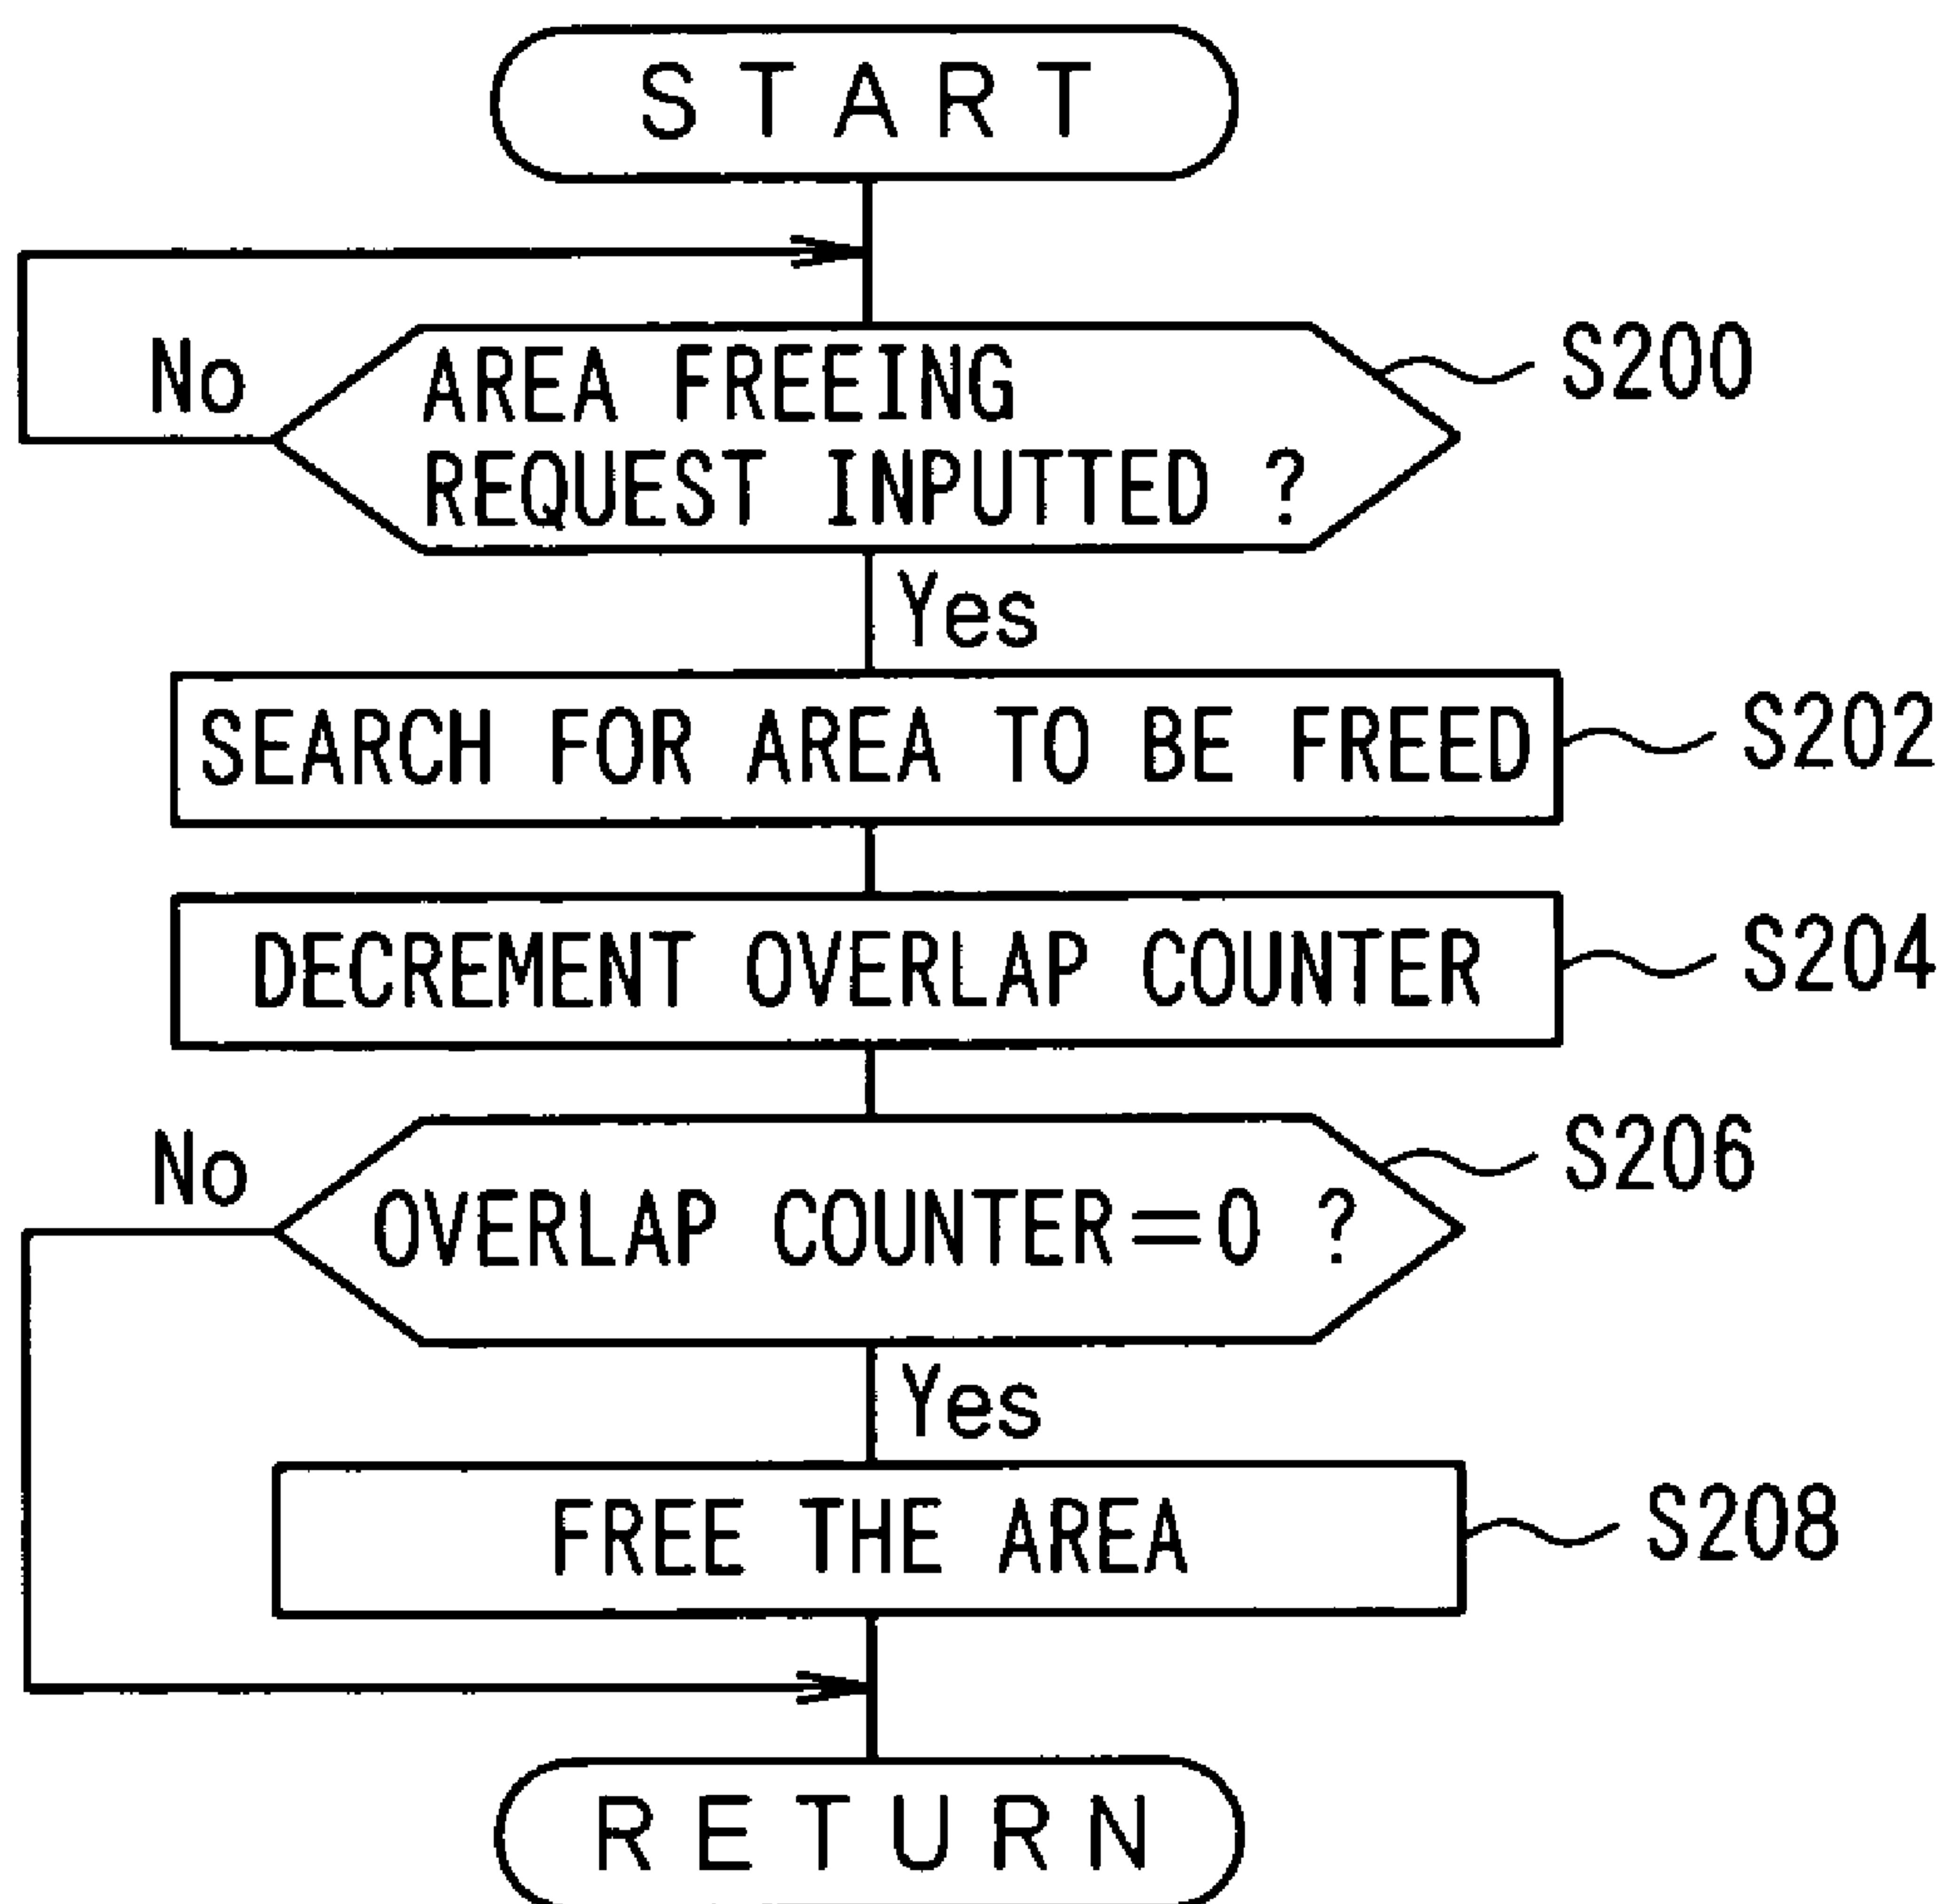 START
No
AREA FREEING
REQUEST INPUTTED ?
S200
Yes
SEARCH FOR AREA TO BE FREED
S202
DECREMENT OVERLAP COUNTER
S204
No
OVERLAP COUNTER=0 ?
S206
Yes
FREE THE AREA
S208
RETURN